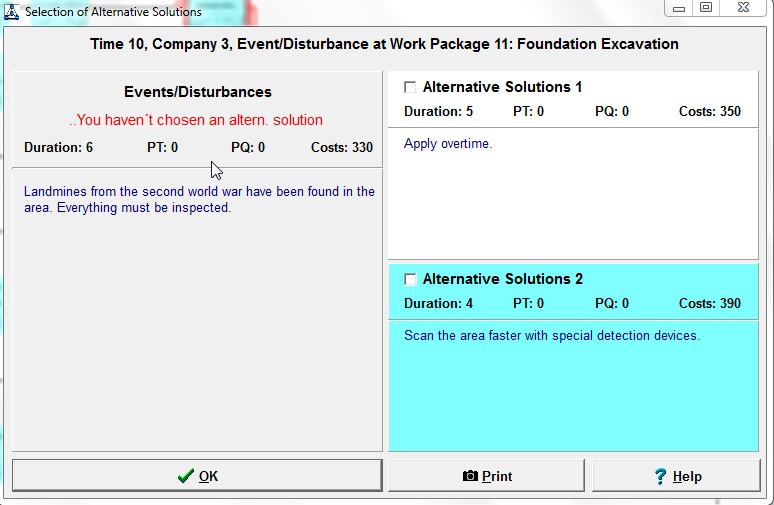 Selection of Alternative Solutions
Time 10, Company 3, Event/Disturbance at Work Package 11: Foundation Excavation
Events/Disturbances
..You haven´t chosen an altern. solution
Duration: 6 PT: 0 PQ: 0 Costs: 330
Landmines from the second world war have been found in the
area. Everything must be inspected.
Alternative Solutions 1
Duration: 5 PT: 0 PQ: 0 Costs: 350
Apply overtime.
Alternative Solutions 2
Duration: 4 PT: 0 PQ: 0 Costs: 390
Scan the area faster with special detection devices.
OK
Print
? Help